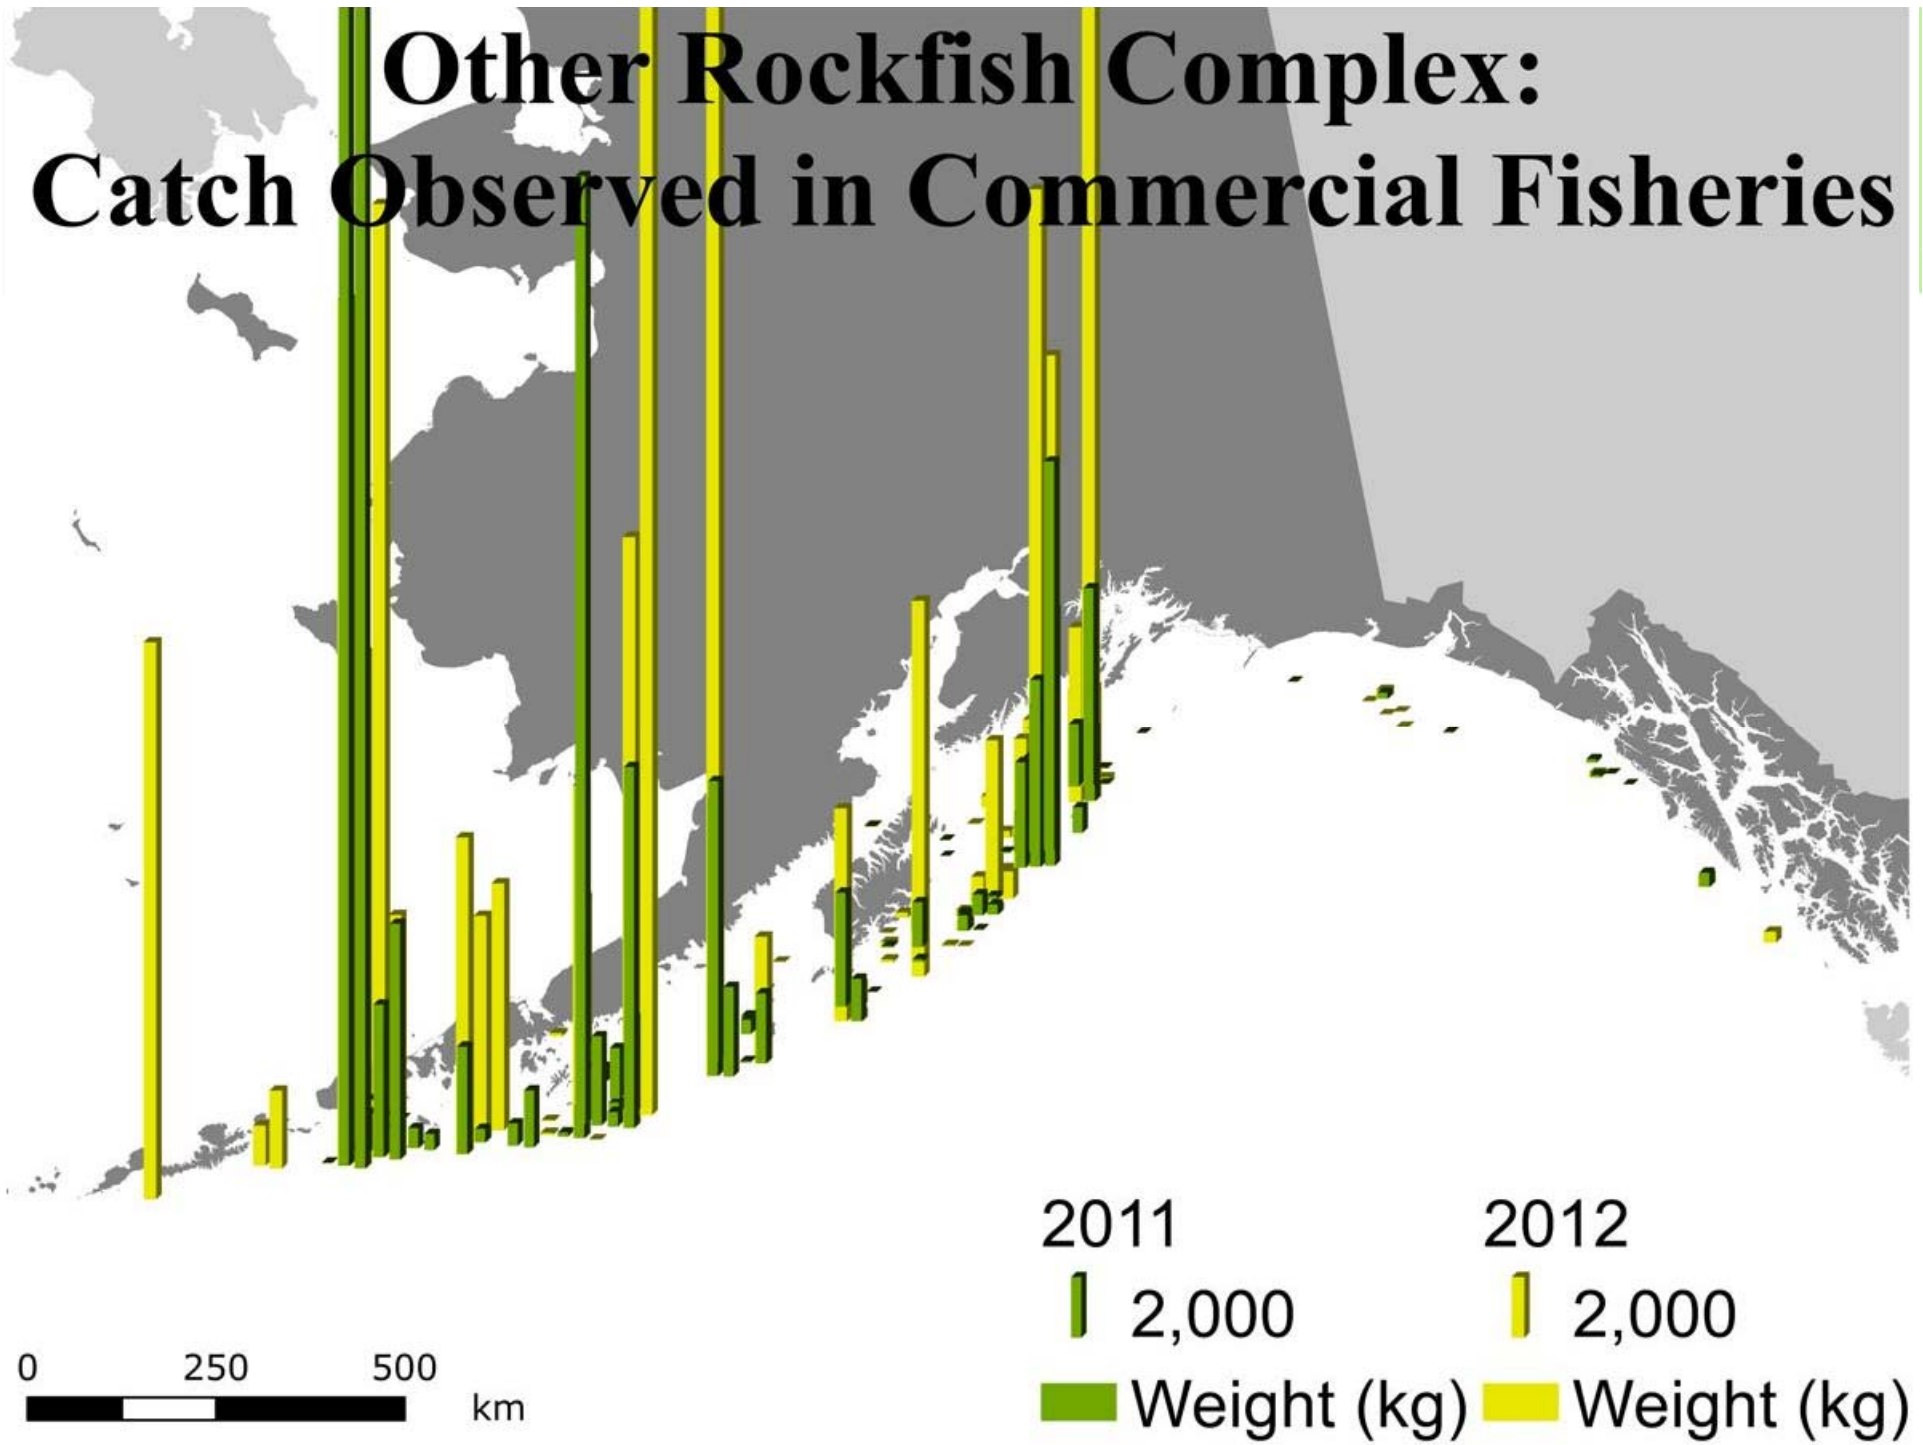 Other Rockfish Complex:
Catch Observed in Commercial Fisheries
2011 2012
2,000 2,000
Weight (kg) Weight (kg)
0 250 500
km